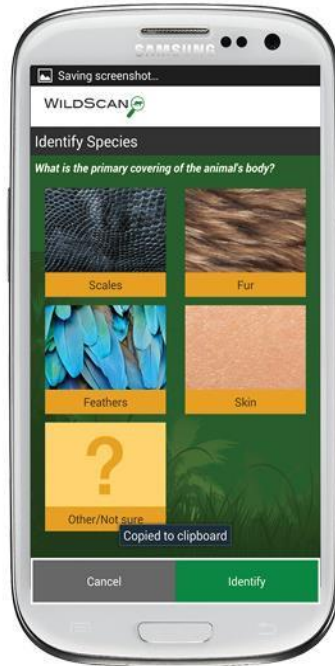 SAMSUNG
Saving screenshot...
WILDSCAN
Identify Species
What is the primary covering of the animal's body?
Scales
Fur
Feathers
Skin
?
Other/Not sure
Copied to clipboard
Cancel
Identify